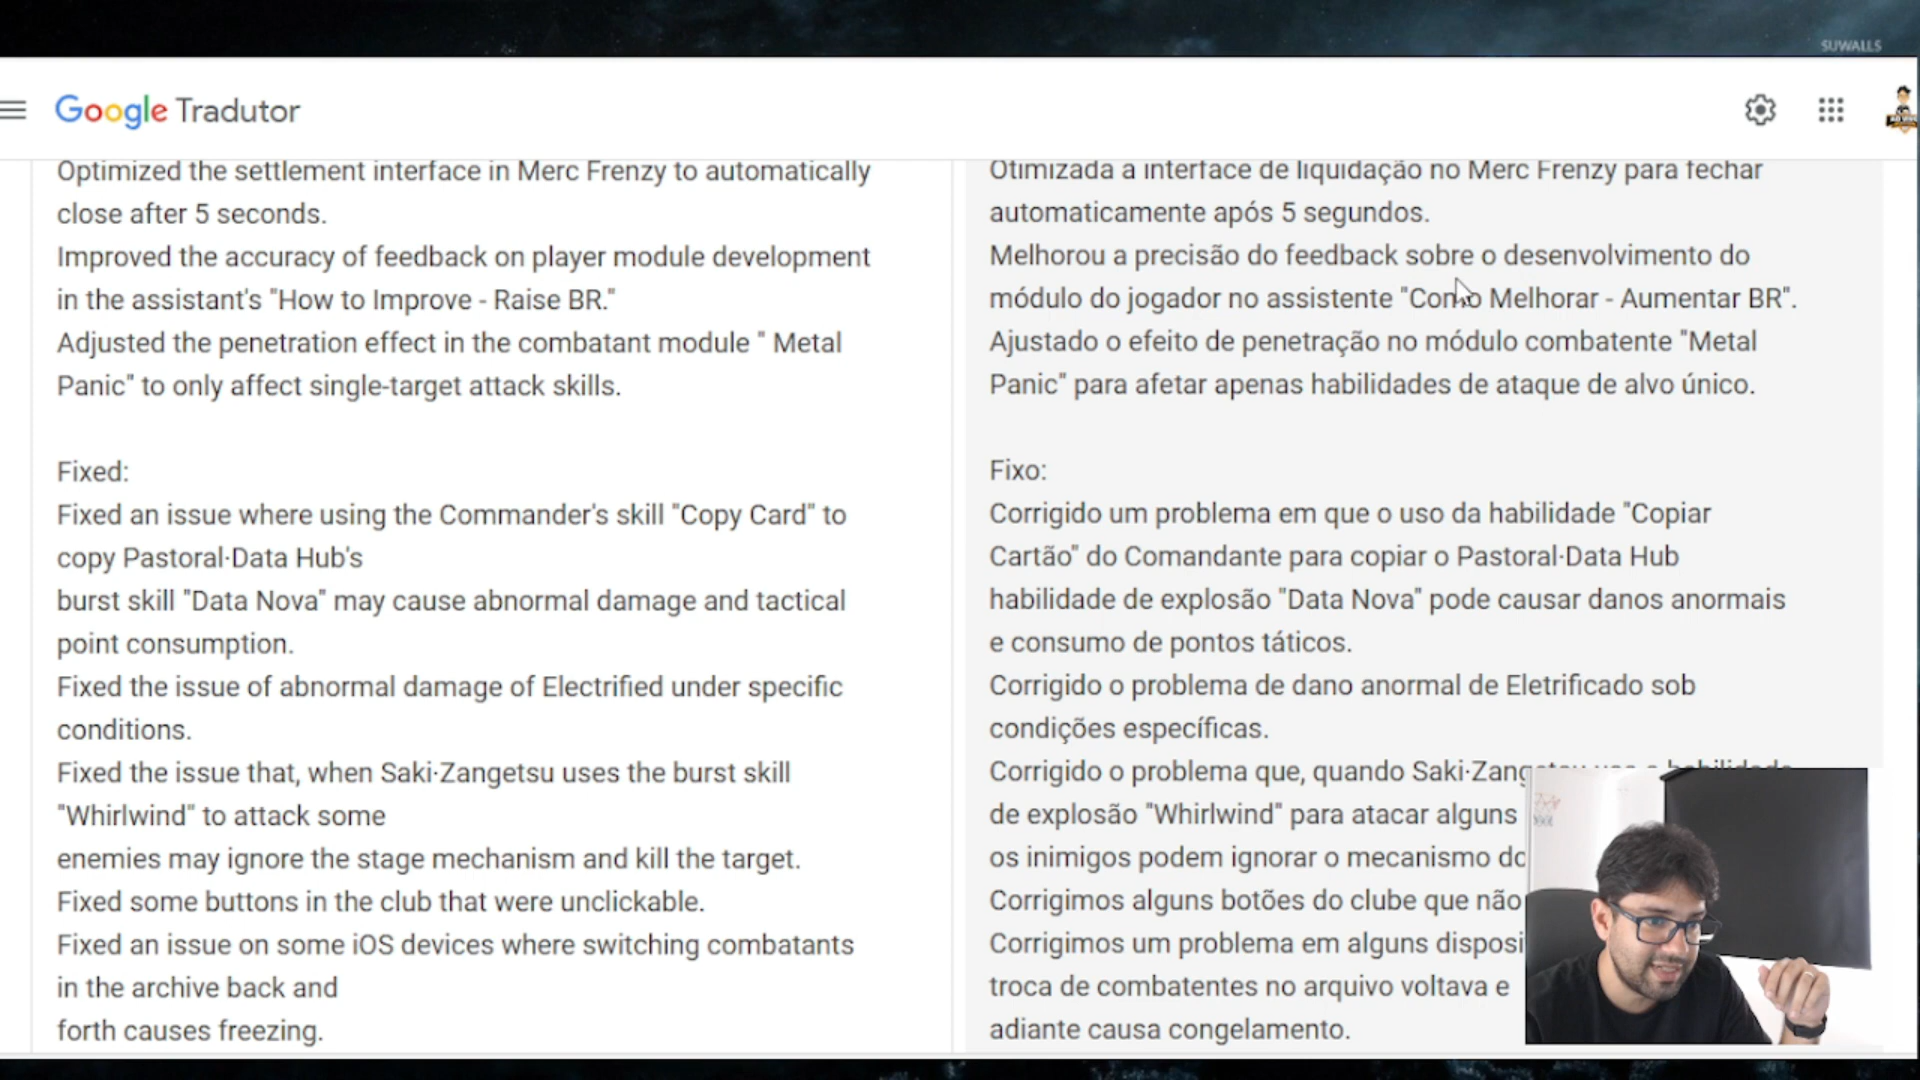 SUWALLS
Google Tradutor
Optimized the settlement interface in Merc Frenzy to automatically
close after 5 seconds.
Improved the accuracy of feedback on player module development
in the assistant's "How to Improve - Raise BR."
Adjusted the penetration effect in the combatant module " Metal
Panic" to only affect single-target attack skills.
Fixed:
Fixed an issue where using the Commander's skill "Copy Card" to
copy Pastoral·Data Hub's
burst skill "Data Nova" may cause abnormal damage and tactical
point consumption.
Fixed the issue of abnormal damage of Electrified under specific
conditions.
Fixed the issue that, when Saki·Zangetsu uses the burst skill
"Whirlwind" to attack some
enemies may ignore the stage mechanism and kill the target.
Fixed some buttons in the club that were unclickable.
Fixed an issue on some iOS devices where switching combatants
in the archive back and
forth causes freezing.
Otimizada a interface de liquidação no Merc Frenzy para fechar
automaticamente após 5 segundos.
Melhorou a precisão do feedback sobre o desenvolvimento do
módulo do jogador no assistente "Como Melhorar - Aumentar BR".
Ajustado o efeito de penetração no módulo combatente "Metal
Panic" para afetar apenas habilidades de ataque de alvo único.
Fixo:
Corrigido um problema em que o uso da habilidade "Copiar
Cartão" do Comandante para copiar o Pastoral·Data Hub
habilidade de explosão "Data Nova" pode causar danos anormais
e consumo de pontos táticos.
Corrigido o problema de dano anormal de Eletrificado sob
condições específicas.
Corrigido o problema que, quando
de explosão "Whirlwind" para atacar alguns
os inimigos podem ignorar o mecanismo
Corrigimos alguns botões do clube que não
Corrigimos um problema em alguns
troca de combatentes no arquivo voltava e
adiante causa congelamento.